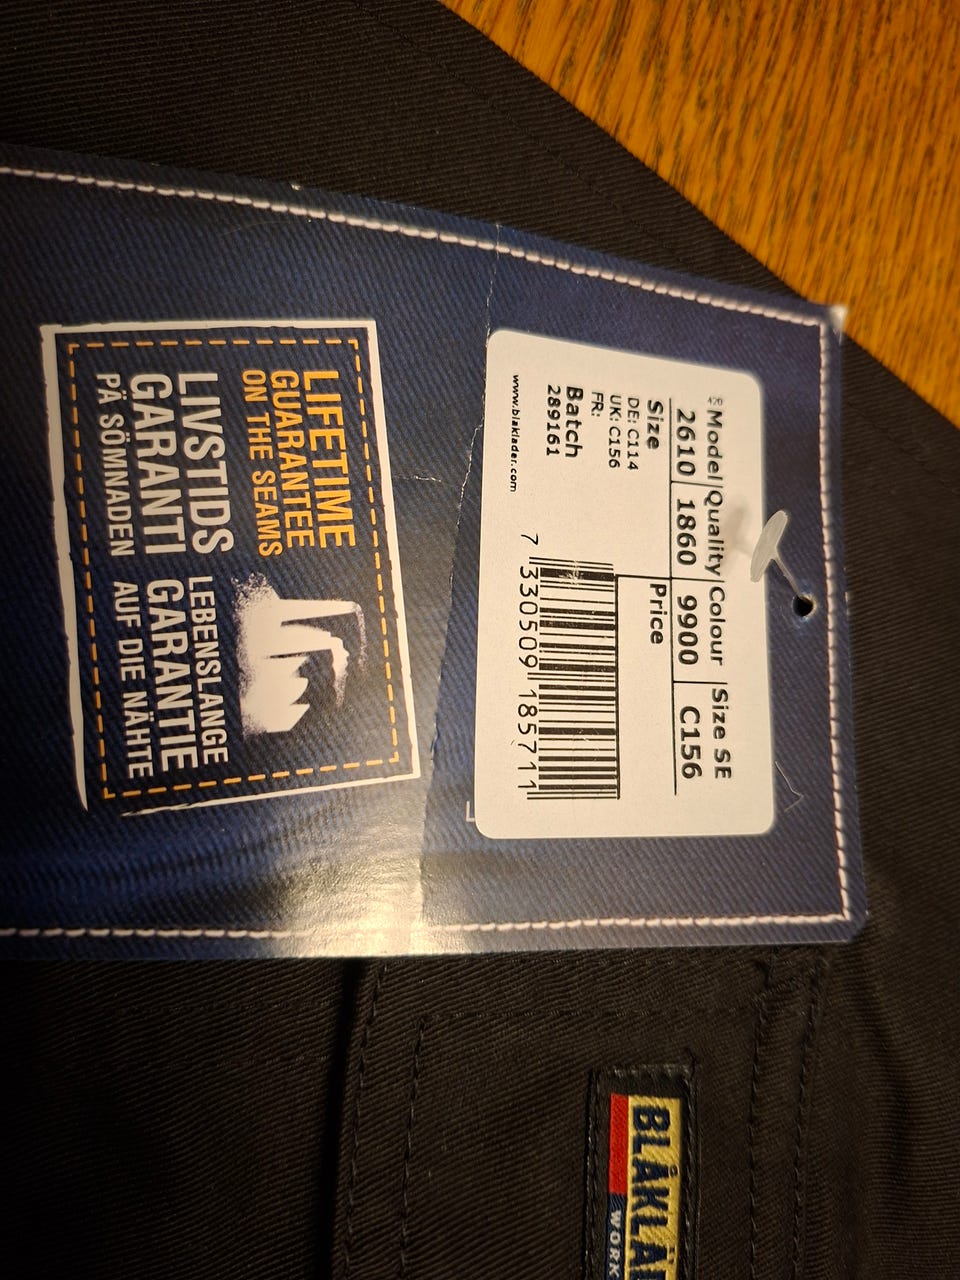 Model Quality Colour Size SE
2610 1860 9900 C156
Size
Price
DE: C114
UK: C156
FR:
Batch
289161
www.blaklader.com
7 330509 185711
LIFETIME
GUARANTEE
ON THE SEAMS
LIVSTIDS
GARANTI
PÅ SÖMNADEN
LEBENSLANGE
GARANTIE
AUF DIE NÄHTE
BLÅKLÄ
WORK